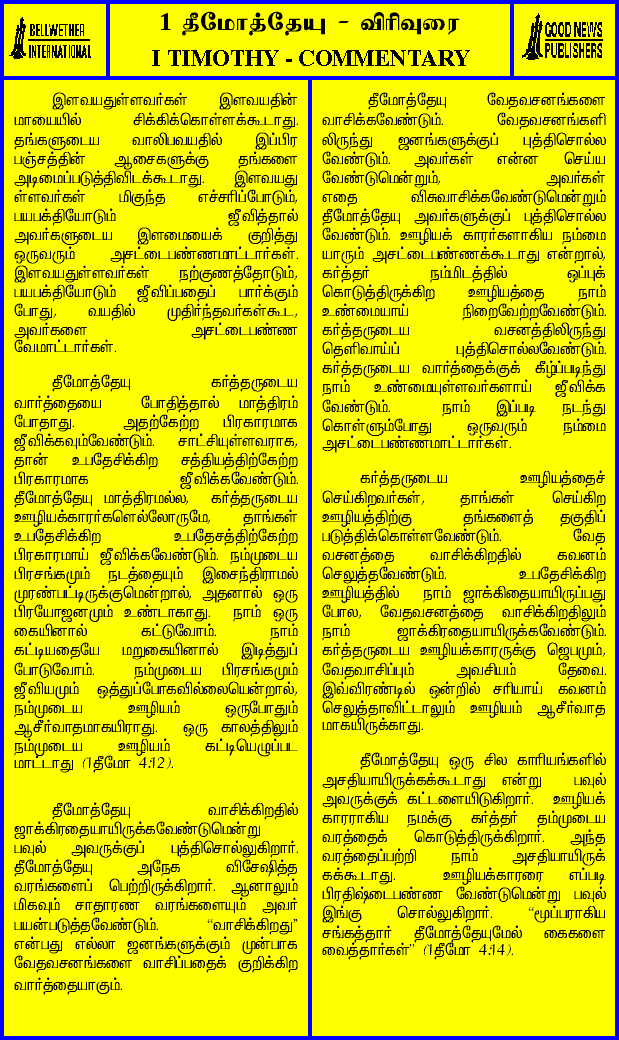 BELLWETHER
INTERNATIONAL
1 தீமோத்தேயு - விரிவுரை
I TIMOTHY - COMMENTARY
GOOD NEWS
PUBLISHERS
இளவயதுள்ளவர்கள் இளவயதின்
மாயையில் சிக்கிக்கொள்ளக்கூடாது.
தங்களுடைய வாலிபவயதில் இப்பிர
பஞ்சத்தின் ஆசைகளுக்கு தங்களை
அடிமைப்படுத்திவிடக்கூடாது. இளவயது
ள்ளவர்கள் மிகுந்த எச்சரிப்போடும்,
பயபக்தியோடும் ஜீவித்தால்
அவர்களுடைய இளமையைக் குறித்து
ஒருவரும் அசட்டைபண்ணமாட்டார்கள்.
இளவயதுள்ளவர்கள் நற்குணத்தோடும்,
பயபக்தியோடும் ஜீவிப்பதைப் பார்க்கும்
போது, வயதில் முதிர்ந்தவர்கள்கூட,
அவர்களை அசட்டைபண்ண
வேமாட்டார்கள்.
தீமோத்தேயு கர்த்தருடைய
வார்த்தையை போதித்தால் மாத்திரம்
போதாது. அதற்கேற்ற பிரகாரமாக
ஜீவிக்கவும்வேண்டும். சாட்சியுள்ளவராக,
தான் உபதேசிக்கிற சத்தியத்திற்கேற்ற
பிரகாரமாக ஜீவிக்கவேண்டும்.
தீமோத்தேயு மாத்திரமல்ல, கர்த்தருடைய
ஊழியக்காரர்களெல்லோருமே, தாங்கள்
உபதேசிக்கிற உபதேசத்திற்கேற்ற
பிரகாரமாய் ஜீவிக்கவேண்டும். நம்முடைய
பிரசங்கமும் நடத்தையும் இசைந்திராமல்
முரண்பட்டிருக்குமென்றால், அதனால் ஒரு
பிரயோஜனமும் உண்டாகாது. நாம் ஒரு
கையினால் கட்டுவோம். நாம்
கட்டியதையே மறுகையினால் இடித்துப்
போடுவோம். நம்முடைய பிரசங்கமும்
ஜீவியமும் ஒத்துப்போகவில்லையென்றால்,
நம்முடைய ஊழியம் ஒருபோதும்
ஆசீர்வாதமாகயிராது. ஒரு காலத்திலும்
நம்முடைய ஊழியம் கட்டியெழுப்பட
மாட்டாது (1தீமோ 4:12).
தீமோத்தேயு வாசிக்கிறதில்
ஜாக்கிரதையாயிருக்கவேண்டுமென்று
பவுல் அவருக்குப் புத்திசொல்லுகிறார்.
தீமோத்தேயு அநேக விசேஷித்த
வரங்களைப் பெற்றிருக்கிறார். ஆனாலும்
மிகவும் சாதாரண வரங்களையும் அவர்
பயன்படுத்தவேண்டும். “வாசிக்கிறது”
என்பது எல்லா ஜனங்களுக்கும் முன்பாக
வேதவசனங்களை வாசிப்பதைக் குறிக்கிற
வார்த்தையாகும்.
தீமோத்தேயு வேதவசனங்களை
வாசிக்கவேண்டும். வேதவசனங்களி
லிருந்து ஜனங்களுக்குப் புத்திசொல்ல
வேண்டும். அவர்கள் என்ன செய்ய
வேண்டுமென்றும், அவர்கள்
எதை விசுவாசிக்கவேண்டுமென்றும்
தீமோத்தேயு அவர்களுக்குப் புத்திசொல்ல
வேண்டும். ஊழியக் காரர்களாகிய நம்மை
யாரும் அசட்டைபண்ணக்கூடாது என்றால்,
கர்த்தர் நம்மிடத்தில் ஒப்புக்
கொடுத்திருக்கிற ஊழியத்தை நாம்
உண்மையாய் நிறைவேற்றவேண்டும்.
கர்த்தருடைய வசனத்திலிருந்து
தெளிவாய்ப் புத்திசொல்லவேண்டும்.
கர்த்தருடைய வார்த்தைக்குக் கீழ்ப்படிந்து
நாம் உண்மையுள்ளவர்களாய் ஜீவிக்க
வேண்டும். நாம் இப்படி நடந்து
கொள்ளும்போது ஒருவரும் நம்மை
அசட்டைபண்ணமாட்டார்கள்.
கர்த்தருடைய ஊழியத்தைச்
செய்கிறவர்கள், தாங்கள் செய்கிற
ஊழியத்திற்கு தங்களைத் தகுதிப்
படுத்திக்கொள்ளவேண்டும். வேத
வசனத்தை வாசிக்கிறதில் கவனம்
செலுத்தவேண்டும். உபதேசிக்கிற
ஊழியத்தில் நாம் ஜாக்கிதையாயிருப்பது
போல, வேதவசனத்தை வாசிக்கிறதிலும்
நாம் ஜாக்கிரதையாயிருக்கவேண்டும்.
கர்த்தருடைய ஊழியக்காரருக்கு ஜெபமும்,
வேதவாசிப்பும் அவசியம் தேவை.
இவ்விரண்டில் ஒன்றில் சரியாய் கவனம்
செலுத்தாவிட்டாலும் ஊழியம் ஆசீர்வாத
மாகயிருக்காது.
தீமோத்தேயு ஒரு சில காரியங்களில்
அசதியாயிருக்கக்கூடாது என்று பவுல்
அவருக்குக் கட்டளையிடுகிறார். ஊழியக்
காரராகிய நமக்கு கர்த்தர் தம்முடைய
வரத்தைக் கொடுத்திருக்கிறார். அந்த
வரத்தைப்பற்றி நாம் அசதியாயிருக்
கக்கூடாது. ஊழியக்காரரை எப்படி
பிரதிஷ்டைபண்ண வேண்டுமென்று பவுல்
இங்கு சொல்லுகிறார். “மூப்பராகிய
சங்கத்தார் தீமோத்தேயுமேல் கைகளை
வைத்தார்கள்” (1தீமோ 4:14).